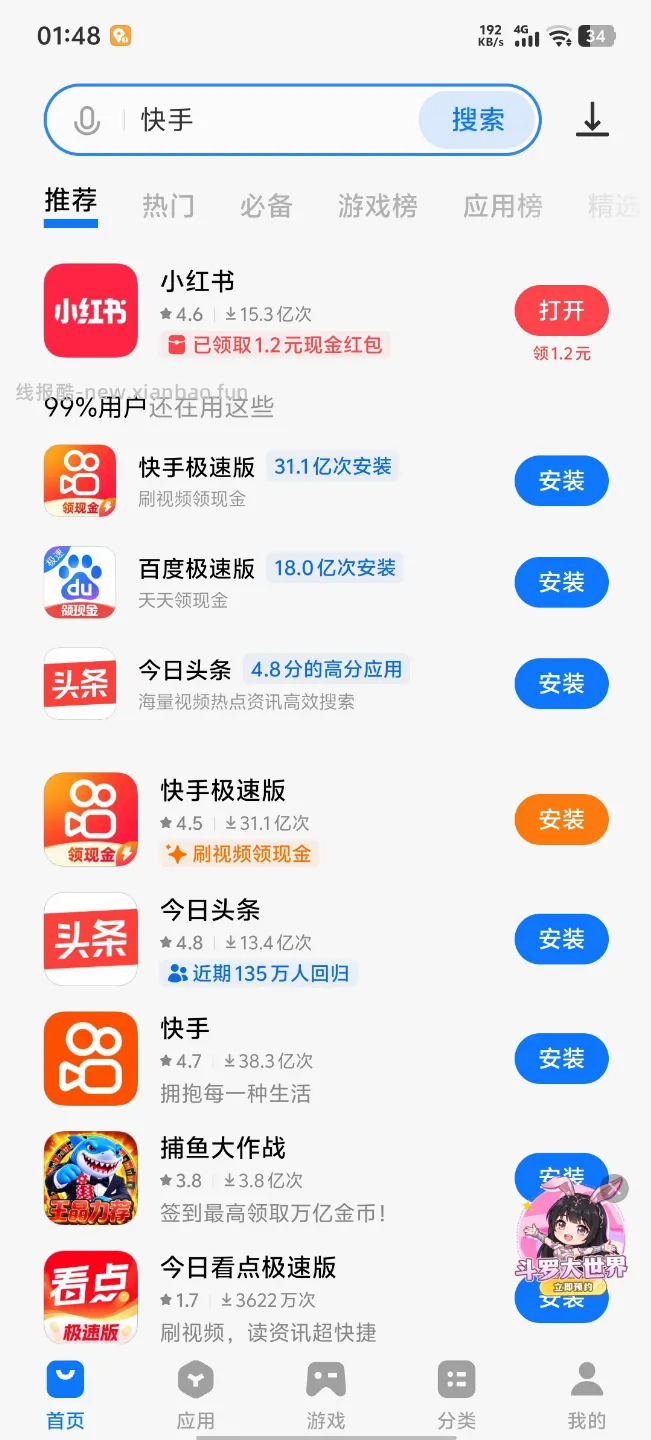 01:48
192 KB/s 4G 34
快手 搜索
推荐 热门 必备 游戏榜 应用榜 精选
小红书
小红书
4.6 15.3亿次
打开
已领取1.2元现金红包
领1.2元
线报酷-new.xianbao.fun
99%用户还在用这些
快手极速版 31.1亿次安装
刷视频领现金
领现金
安装
百度极速版 18.0亿次安装
天天领现金
极速
du
领现金
安装
今日头条 4.8分的高分应用
海量视频热点资讯高效搜索
头条
安装
快手极速版
4.5 31.1亿次
刷视频领现金
领现金
安装
今日头条
4.8 13.4亿次
近期135万人回归
头条
安装
快手
4.7 38.3亿次
拥抱每一种生活
安装
捕鱼大作战
3.8 3.8亿次
签到最高领取万亿金币！
王晶力荐
安装
斗罗大世界
立即预约
今日看点极速版
1.7 3622万次
刷视频，读资讯超快捷
看点
极速版
安装
首页 应用 游戏 分类 我的